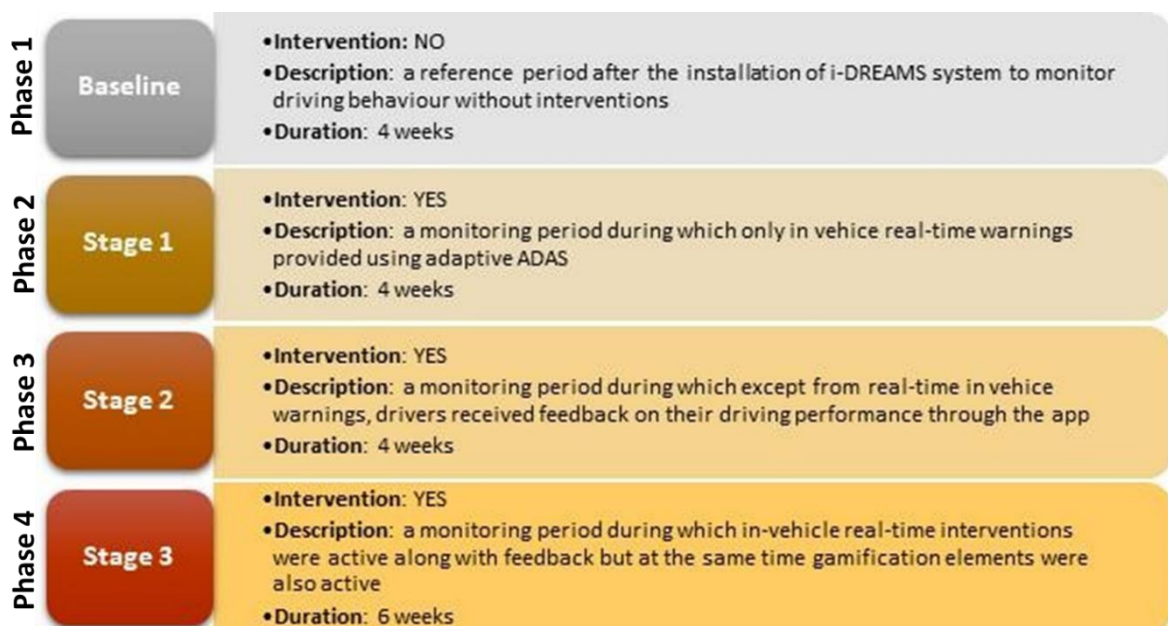 Phase 1
Baseline
•Intervention: NO
•Description: a reference period after the installation of i-DREAMS system to monitor
driving behaviour without interventions
•Duration: 4 weeks
Phase 2
Stage 1
•Intervention: YES
•Description: a monitoring period during which only in vehice real-time warnings
provided using adaptive ADAS
•Duration: 4 weeks
Phase 3
Stage 2
•Intervention: YES
•Description: a monitoring period during which except from real-time in vehice
warnings, drivers received feedback on their driving performance through the app
•Duration: 4 weeks
Phase 4
Stage 3
•Intervention: YES
•Description: a monitoring period during which in-vehicle real-time interventions
were active along with feedback but at the same time gamification elements were
also active
•Duration: 6 weeks